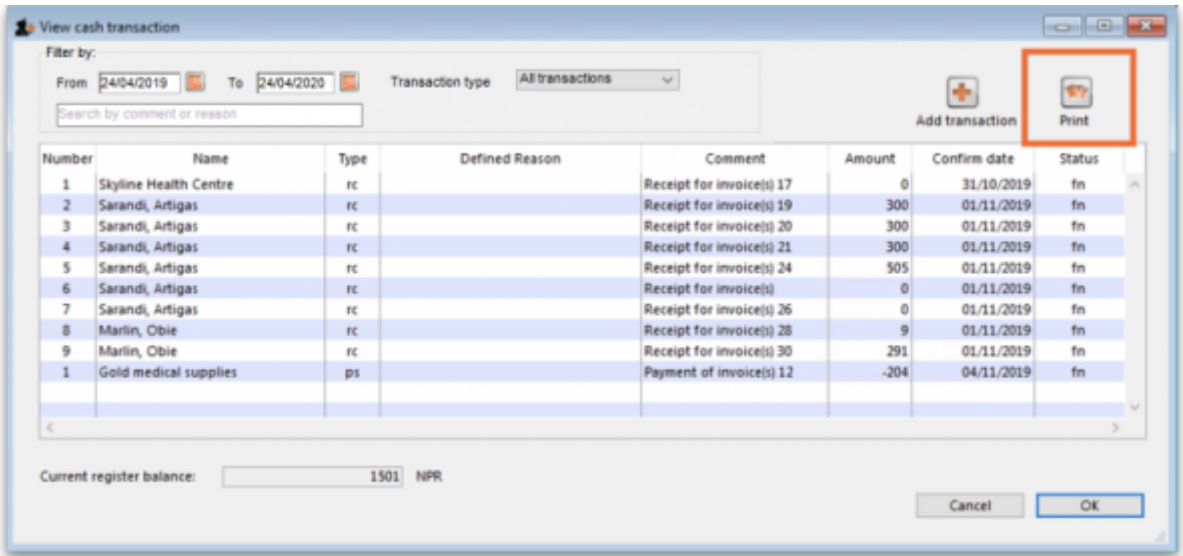 View cash transaction
Filter by:
From 24/04/2019 To 24/04/2020 Transaction type All transactions
Search by comment or reason
Add transaction Print
Number Name Type Defined Reason Comment Amount Confirm date Status
1 Skyline Health Centre rc Receipt for invoice(s) 17 0 31/10/2019 fn
2 Sarandi, Artigas rc Receipt for invoice(s) 19 300 01/11/2019 fn
3 Sarandi, Artigas rc Receipt for invoice(s) 20 300 01/11/2019 fn
4 Sarandi, Artigas rc Receipt for invoice(s) 21 300 01/11/2019 fn
5 Sarandi, Artigas rc Receipt for invoice(s) 24 505 01/11/2019 fn
6 Sarandi, Artigas rc Receipt for invoice(s) 0 01/11/2019 fn
7 Sarandi, Artigas rc Receipt for invoice(s) 26 0 01/11/2019 fn
8 Marlin, Obie rc Receipt for invoice(s) 28 9 01/11/2019 fn
9 Marlin, Obie rc Receipt for invoice(s) 30 291 01/11/2019 fn
1 Gold medical supplies ps Payment of invoice(s) 12 -204 04/11/2019 fn
Current register balance: 1501 NPR
Cancel OK